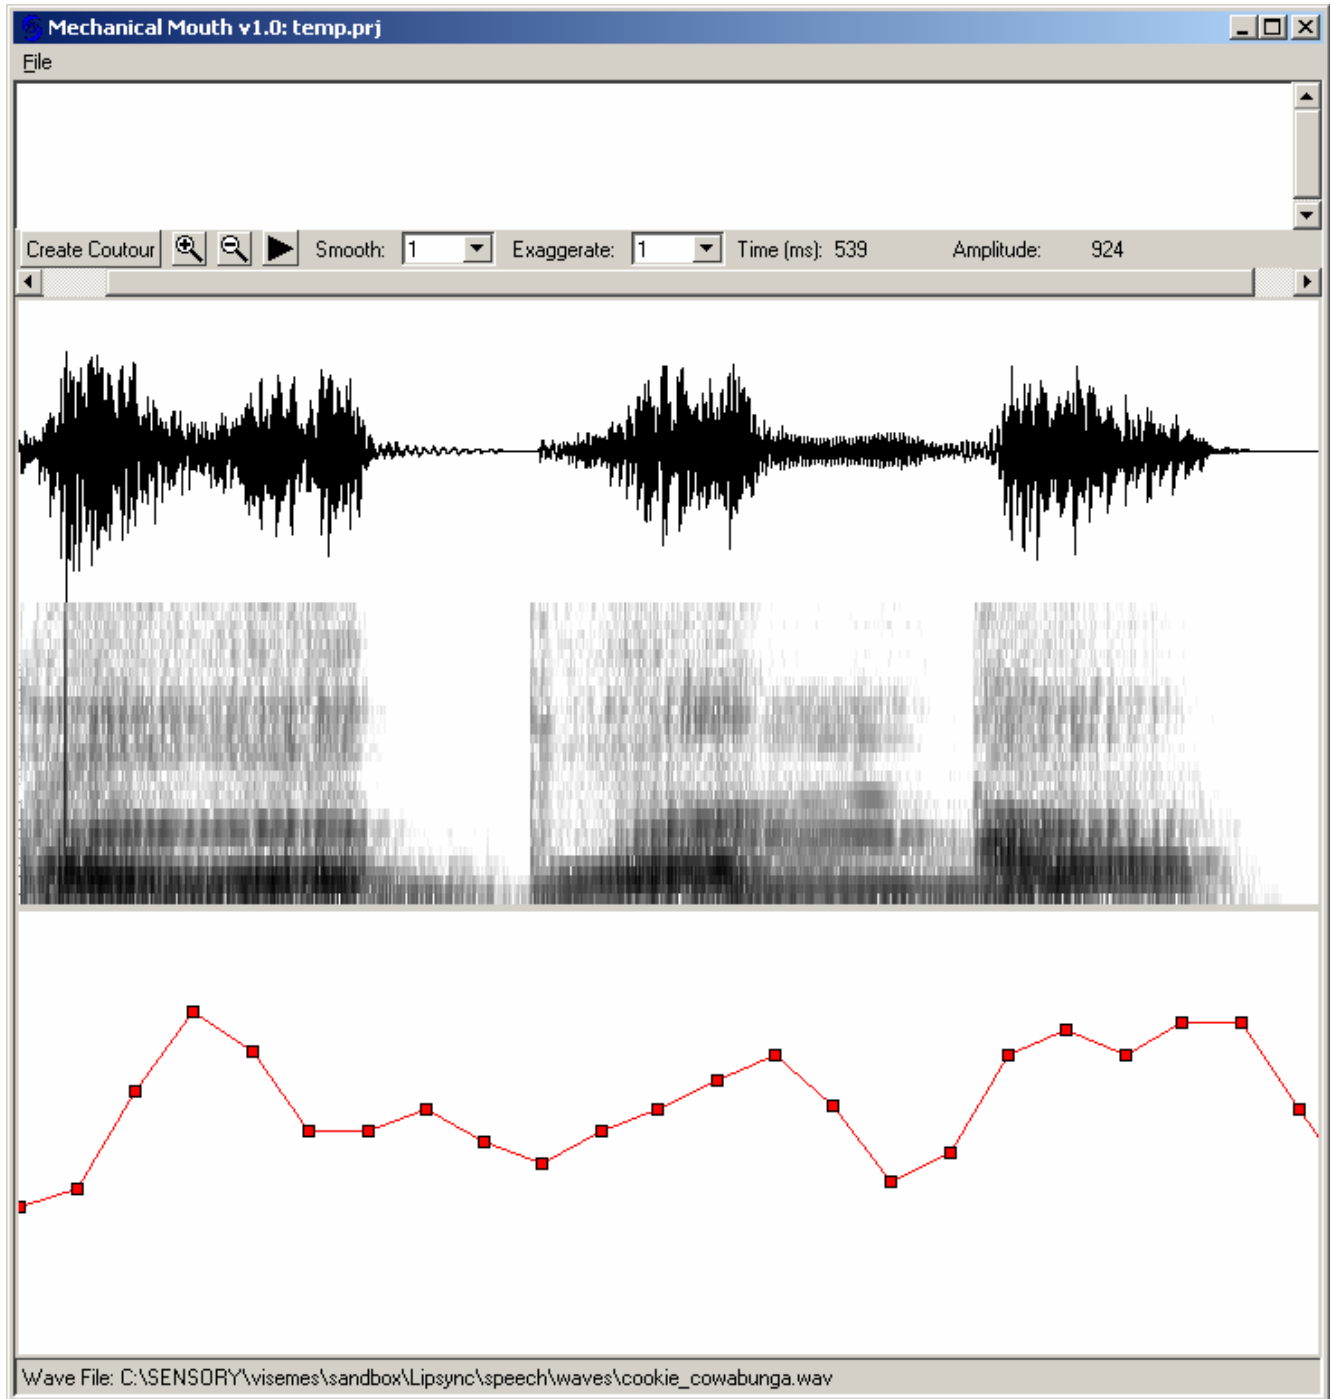 Mechanical Mouth v1.0: temp.prj
File
Create Coutour Smooth: 1 Exaggerate: 1 Time (ms): 539 Amplitude: 924
Wave File: C:\SENSORY\visemes\sandbox\Lipsync\speech\waves\cookie_cowabunga.wav